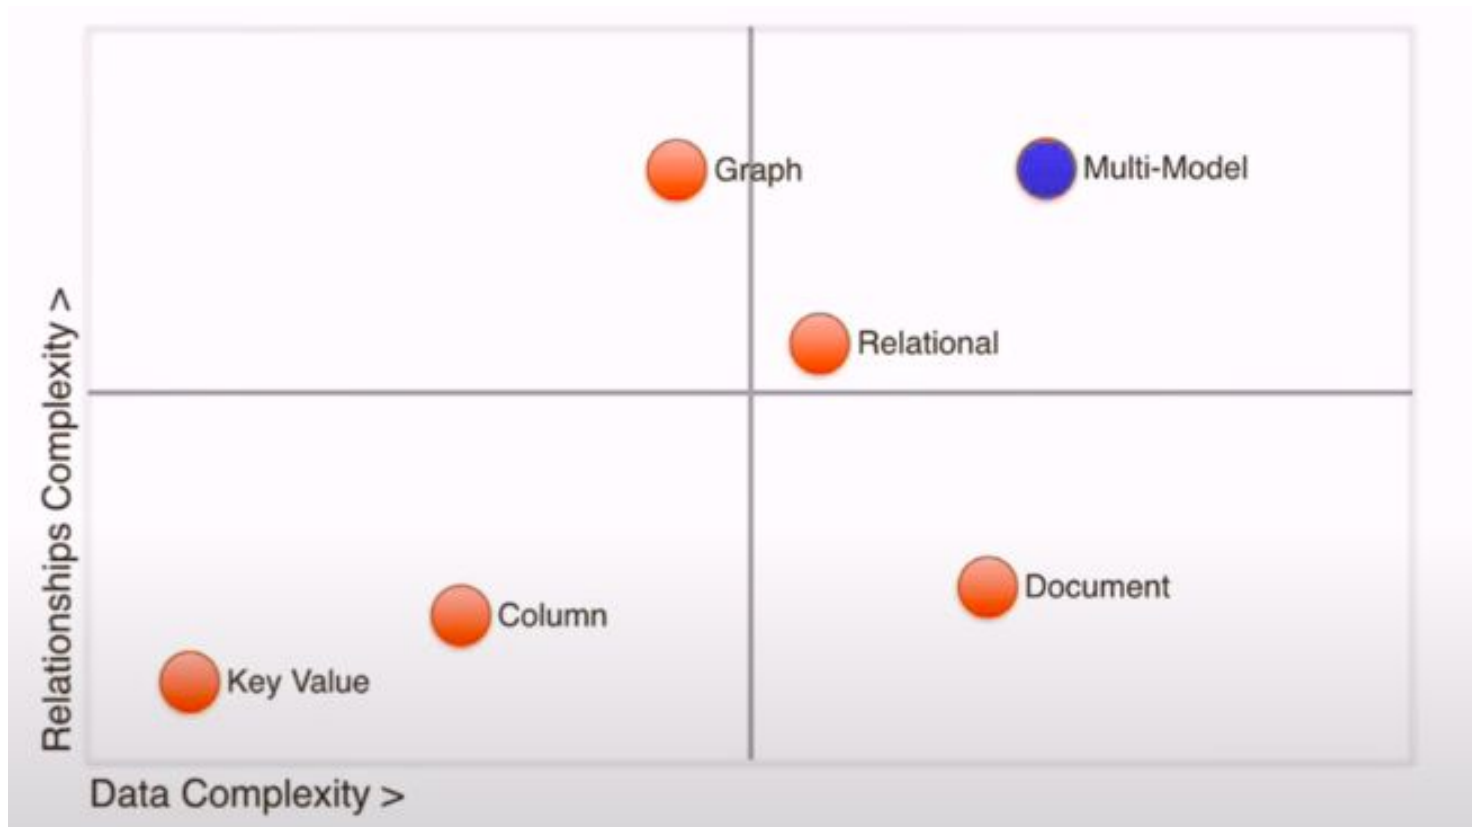 Graph
Multi-Model
Relational
Relationships Complexity >
Document
Column
Key Value
Data Complexity >